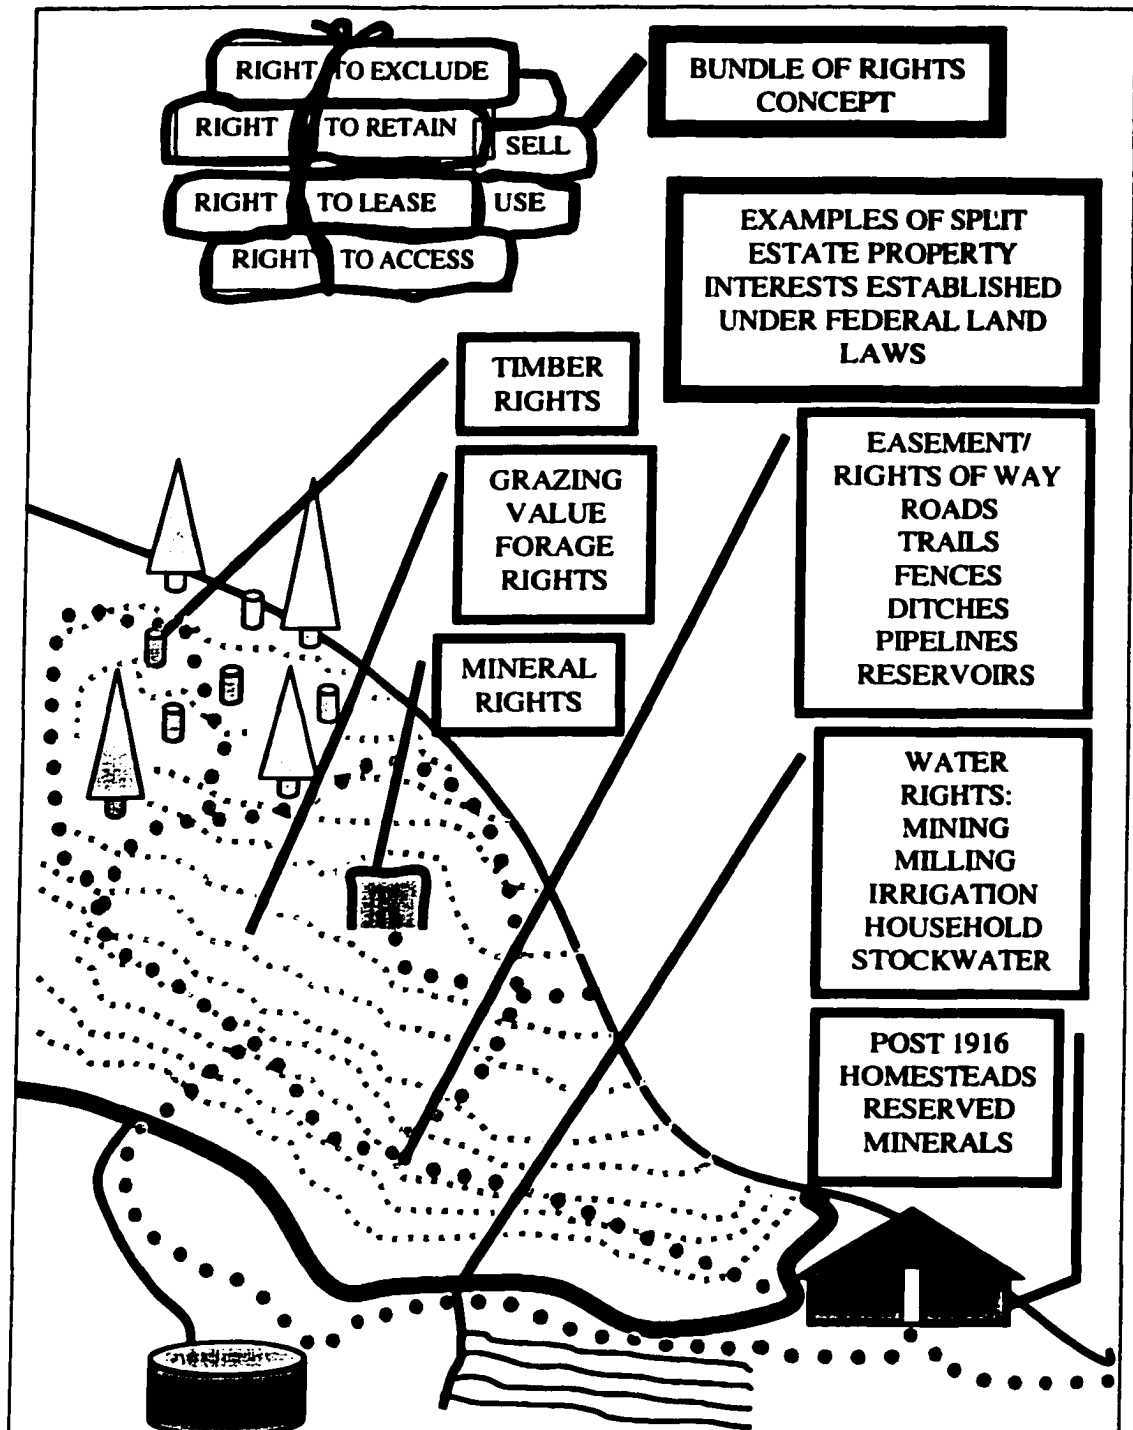 RIGHT TO EXCLUDE
RIGHT TO RETAIN
SELL
RIGHT TO LEASE
USE
RIGHT TO ACCESS
BUNDLE OF RIGHTS
CONCEPT
EXAMPLES OF SPLIT
ESTATE PROPERTY
INTERESTS ESTABLISHED
UNDER FEDERAL LAND
LAWS
TIMBER
RIGHTS
GRAZING
VALUE
FORAGE
RIGHTS
MINERAL
RIGHTS
EASEMENT/
RIGHTS OF WAY
ROADS
TRAILS
FENCES
DITCHES
PIPELINES
RESERVOIRS
WATER
RIGHTS:
MINING
MILLING
IRRIGATION
HOUSEHOLD
STOCKWATER
POST 1916
HOMESTEADS
RESERVED
MINERALS